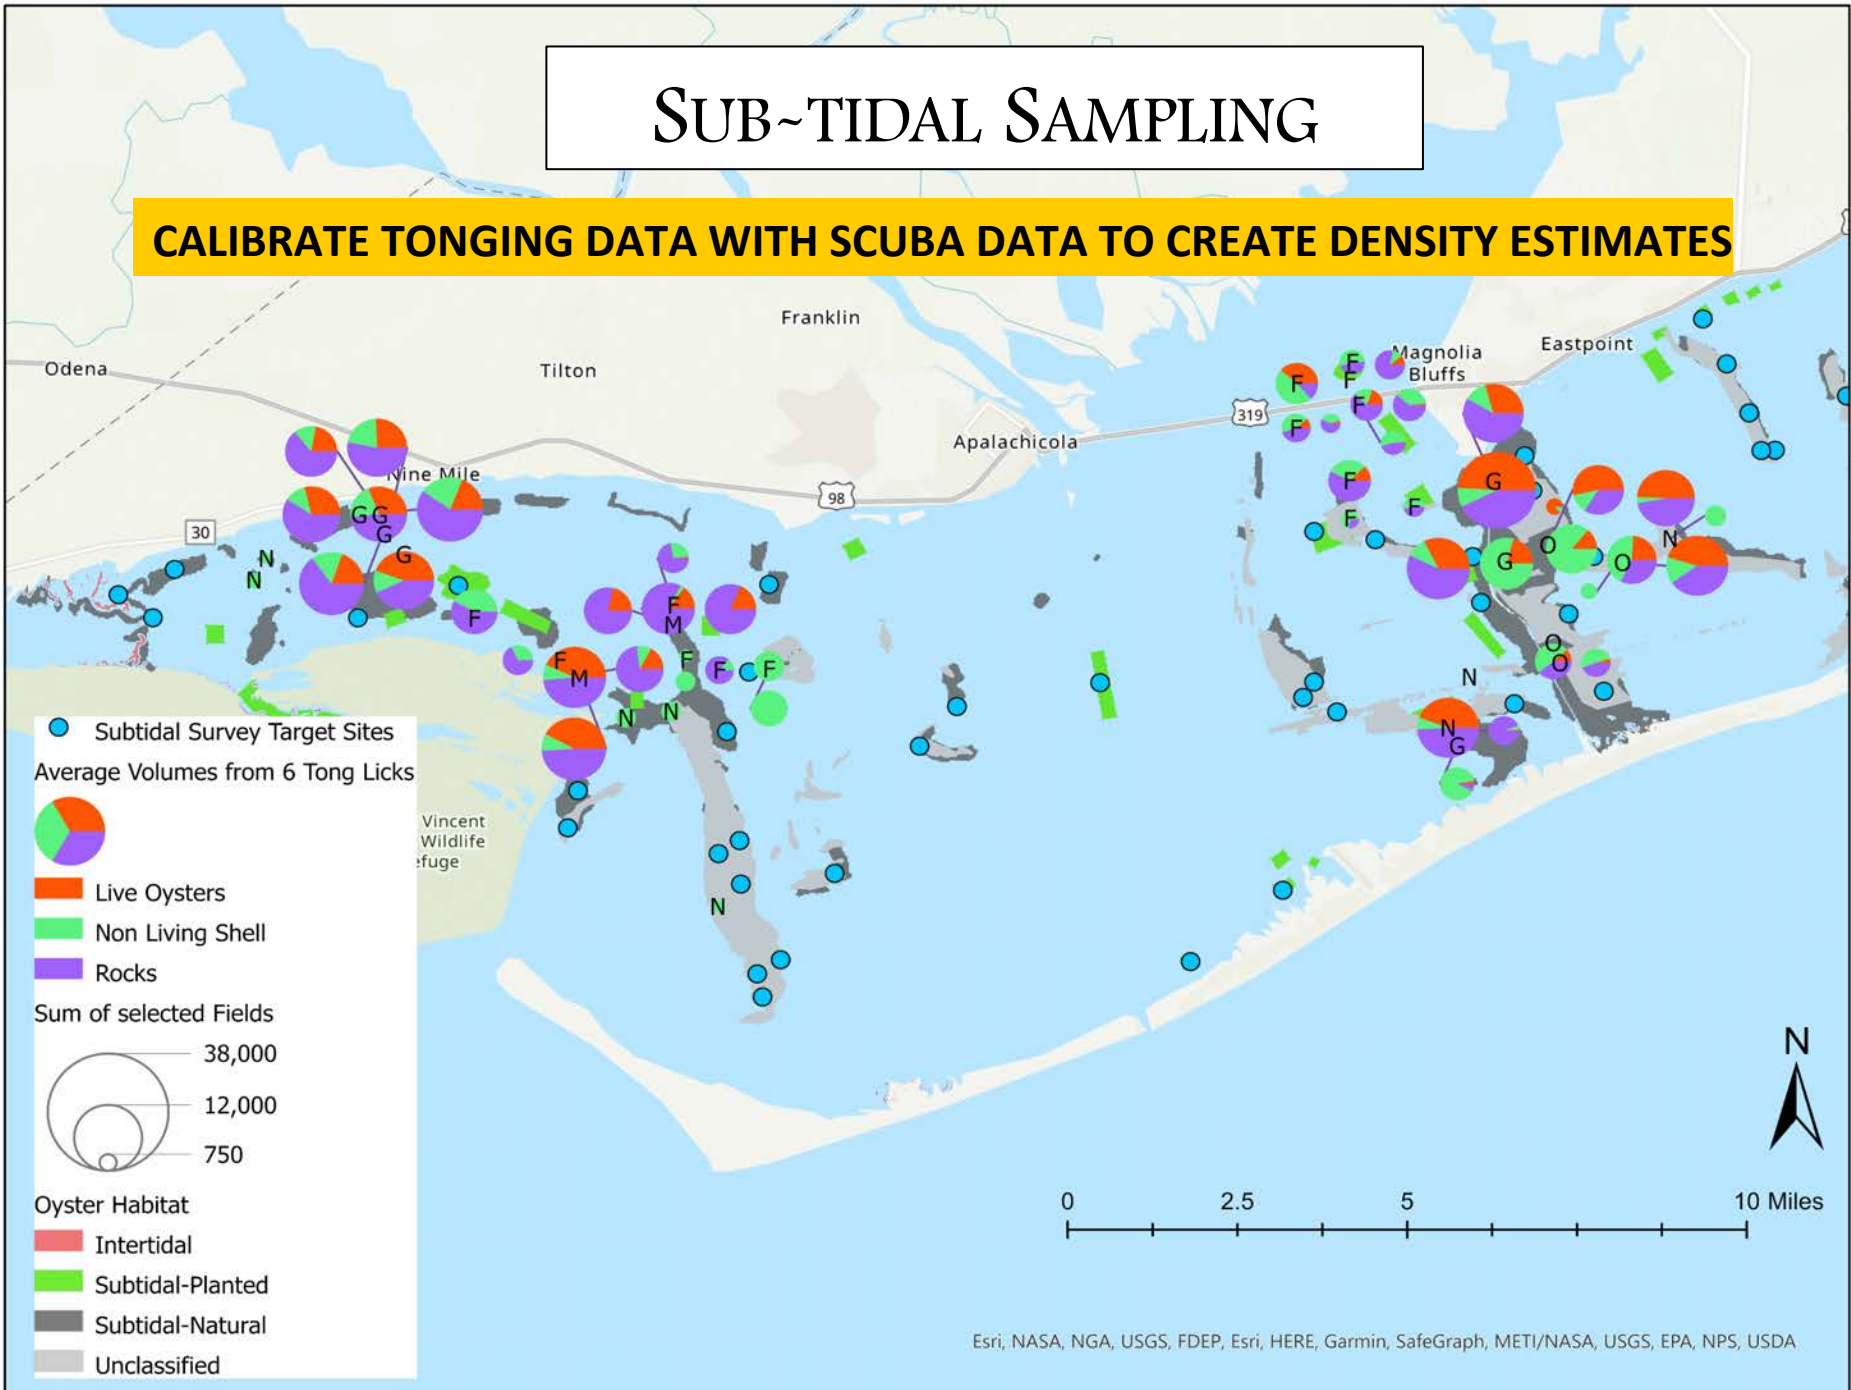 SUB~TIDAL SAMPLING
CALIBRATE TONGING DATA WITH SCUBA DATA TO CREATE DENSITY ESTIMATES
Franklin
Odena
Tilton
Magnolia
Bluffs
Eastpoint
319
Apalachicola
Nine Mile
98
30
F
F
F
F
F
F
F
F
G
G
G
G
G
G
N
N
O
O
N
F
F
M
F
M
F
F
F
N
N
O
O
N
N
G
N
Vincent
Wildlife
efuge
Subtidal Survey Target Sites
Average Volumes from 6 Tong Licks
Live Oysters
Non Living Shell
Rocks
Sum of selected Fields
38,000
12,000
750
Oyster Habitat
Intertidal
Subtidal-Planted
Subtidal-Natural
Unclassified
N
0 2.5 5 10 Miles
Esri, NASA, NGA, USGS, FDEP, Esri, HERE, Garmin, SafeGraph, METI/NASA, USGS, EPA, NPS, USDA